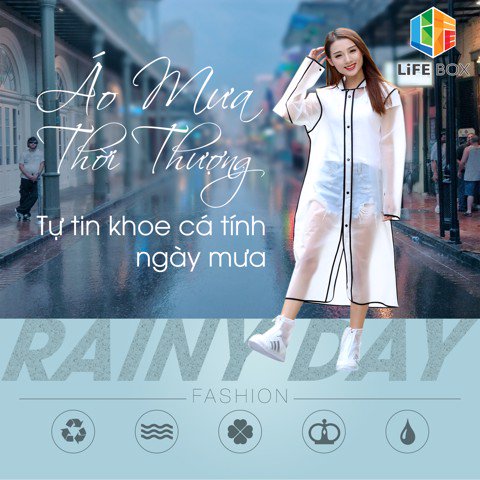 LiFE BOX
Áo Mưa
Thời Thượng
Tự tin khoe cá tính
ngày mưa
RAINY DAY
FASHION